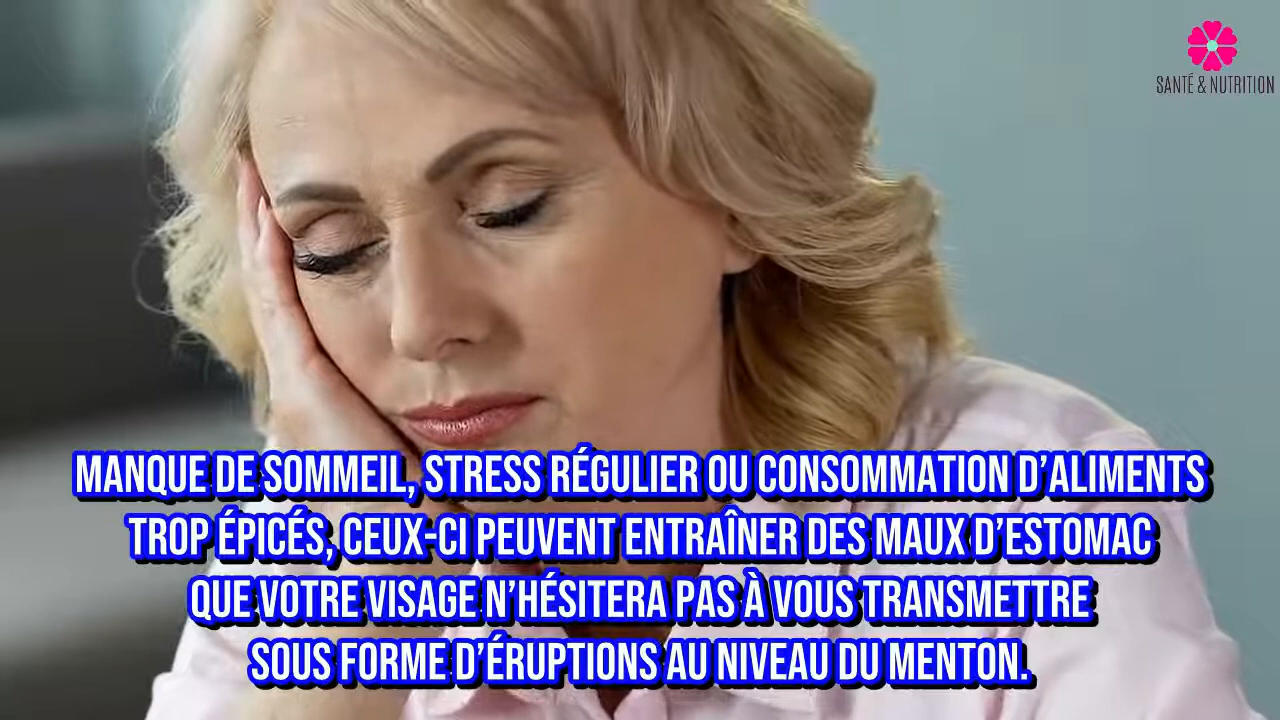 SANTÉ & NUTRITION
MANQUE DE SOMMEIL, STRESS RÉGULIER OU CONSOMMATION D’ALIMENTS
TROP ÉPICÉS, CEUX-CI PEUVENT ENTRAÎNER DES MAUX D’ESTOMAC
QUE VOTRE VISAGE N’HÉSITERA PAS À VOUS TRANSMETTRE
SOUS FORME D’ÉRUPTIONS AU NIVEAU DU MENTON.